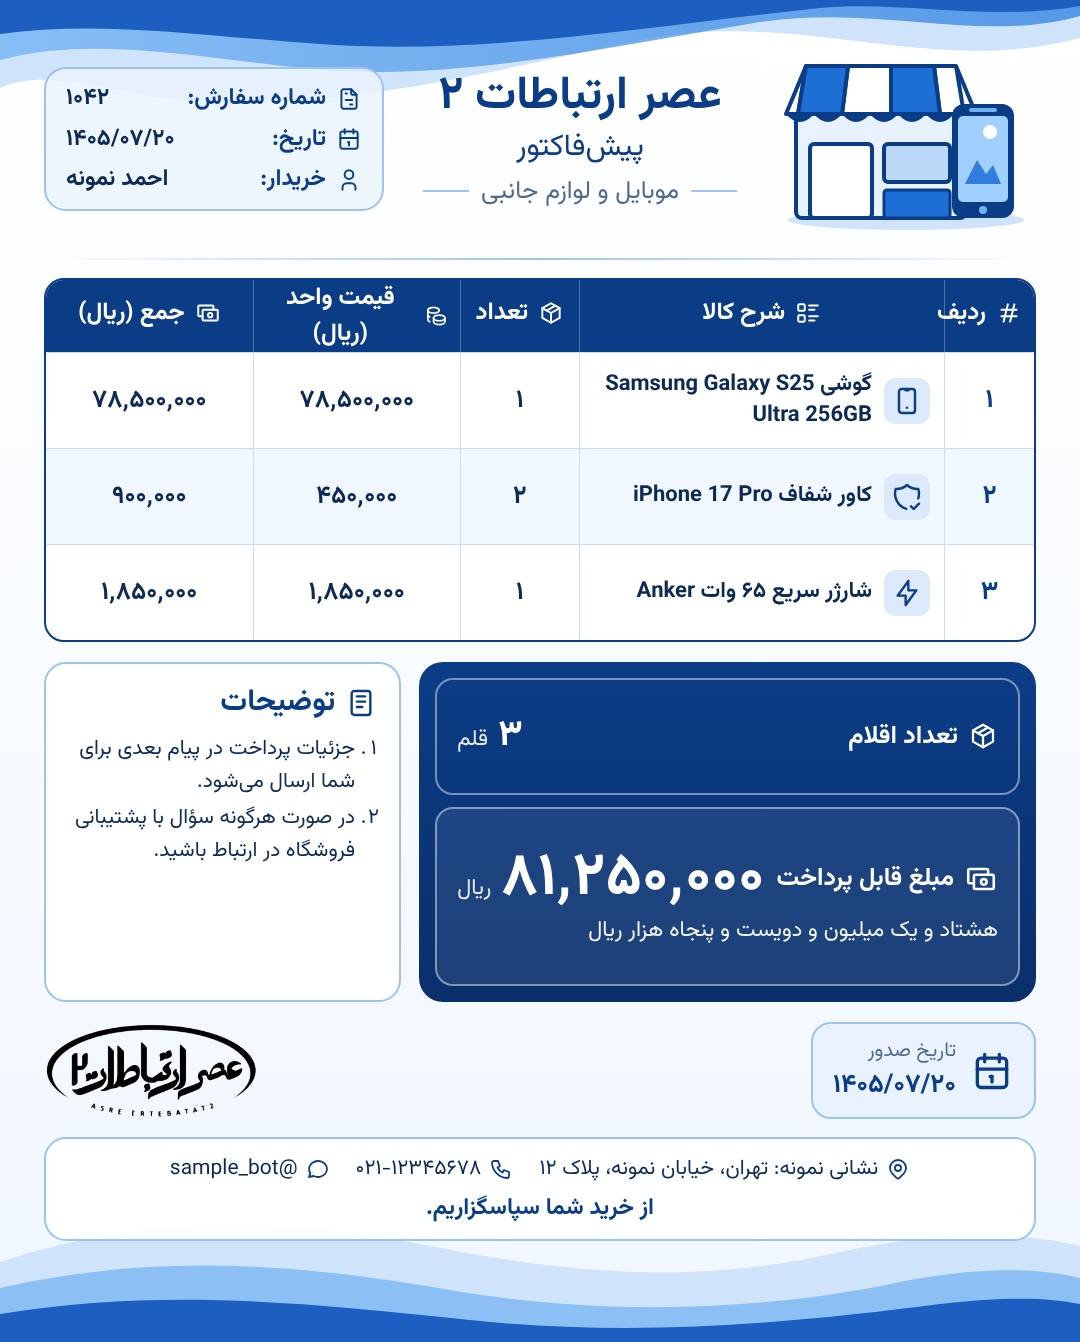 عصر ارتباطات ۲
پیش‌فاکتور
موبایل و لوازم جانبی
شماره سفارش: ۱۰۴۲
تاریخ: ۱۴۰۵/۰۷/۲۰
خریدار: احمد نمونه
# ردیف شرح کالا تعداد قیمت واحد (ریال) جمع (ریال)
۱ گوشی Samsung Galaxy S25 Ultra 256GB ۱ ۷۸,۵۰۰,۰۰۰ ۷۸,۵۰۰,۰۰۰
۲ کاور شفاف iPhone 17 Pro ۲ ۴۵۰,۰۰۰ ۹۰۰,۰۰۰
۳ شارژر سریع ۶۵ وات Anker ۱ ۱,۸۵۰,۰۰۰ ۱,۸۵۰,۰۰۰
تعداد اقلام ۳ قلم
مبلغ قابل پرداخت ۸۱,۲۵۰,۰۰۰ ریال
هشتاد و یک میلیون و دویست و پنجاه هزار ریال
توضیحات
۱. جزئیات پرداخت در پیام بعدی برای
شما ارسال می‌شود.
۲. در صورت هرگونه سؤال با پشتیبانی
فروشگاه در ارتباط باشید.
تاریخ صدور
۱۴۰۵/۰۷/۲۰
عصر ارتباطات ۲
ASRE ERTEBATAT2
نشانی نمونه: تهران، خیابان نمونه، پلاک ۱۲ ۰۲۱-۱۲۳۴۵۶۷۸ @sample_bot
از خرید شما سپاسگزاریم.